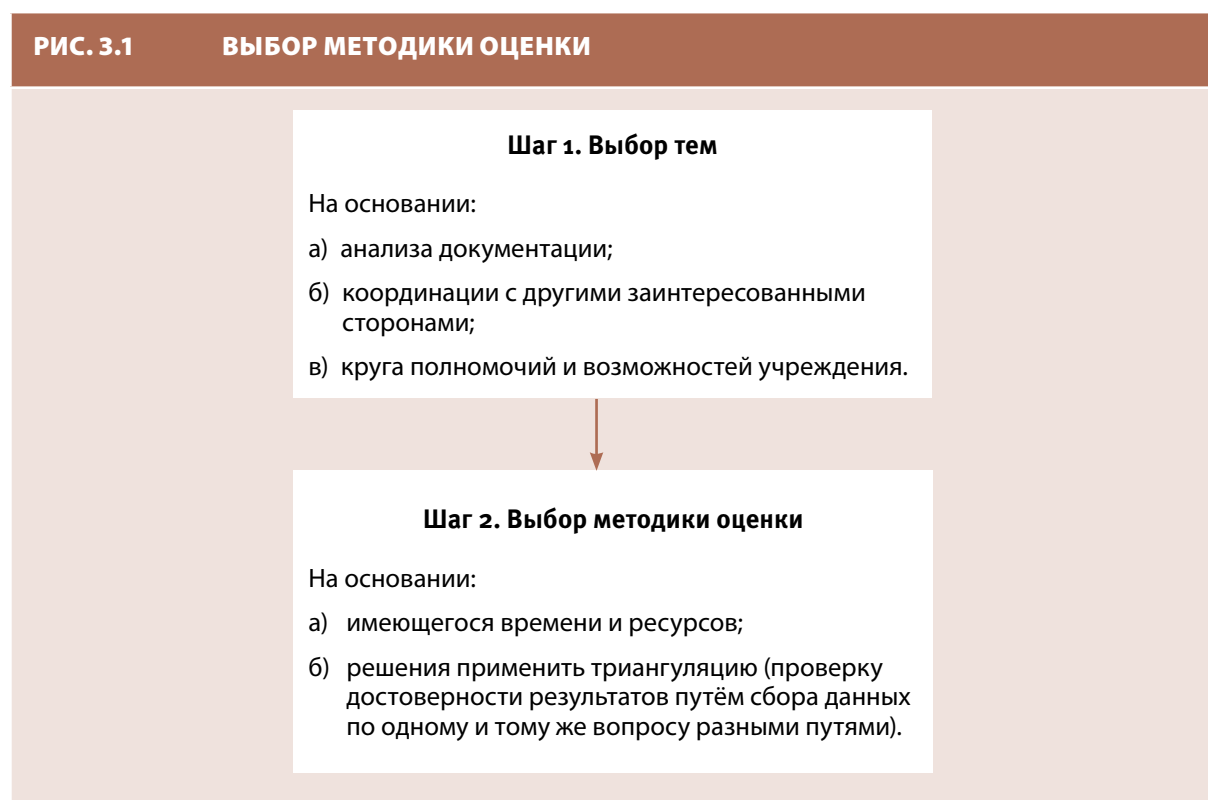 РИС. 3.1 ВЫБОР МЕТОДИКИ ОЦЕНКИ
Шаг 1. Выбор тем
На основании:
а) анализа документации;
б) координации с другими заинтересованными
сторонами;
в) круга полномочий и возможностей учреждения.
Шаг 2. Выбор методики оценки
На основании:
а) имеющегося времени и ресурсов;
б) решения применить триангуляцию (проверку
достоверности результатов путём сбора данных
по одному и тому же вопросу разными путями).